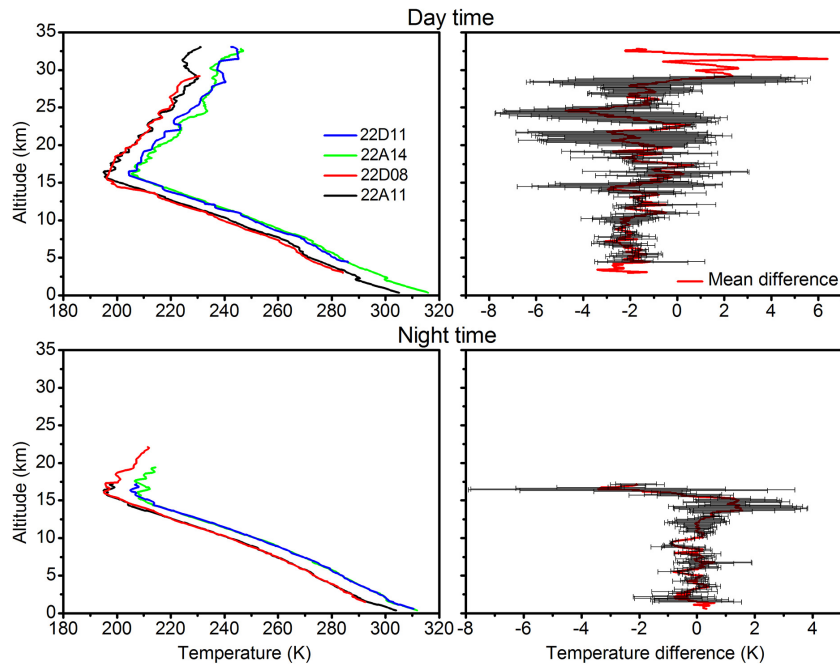 Day time
35
30
25
20
15
10
5
0
Altitude (km)
22D11
22A14
22D08
22A11
180 200 220 240 260 280 300 320
Mean difference
-8 -6 -4 -2 0 2 4 6
Night time
35
30
25
20
15
10
5
0
Altitude (km)
180 200 220 240 260 280 300 320
Temperature (K)
-8 -6 -4 -2 0 2 4 6
Temperature difference (K)